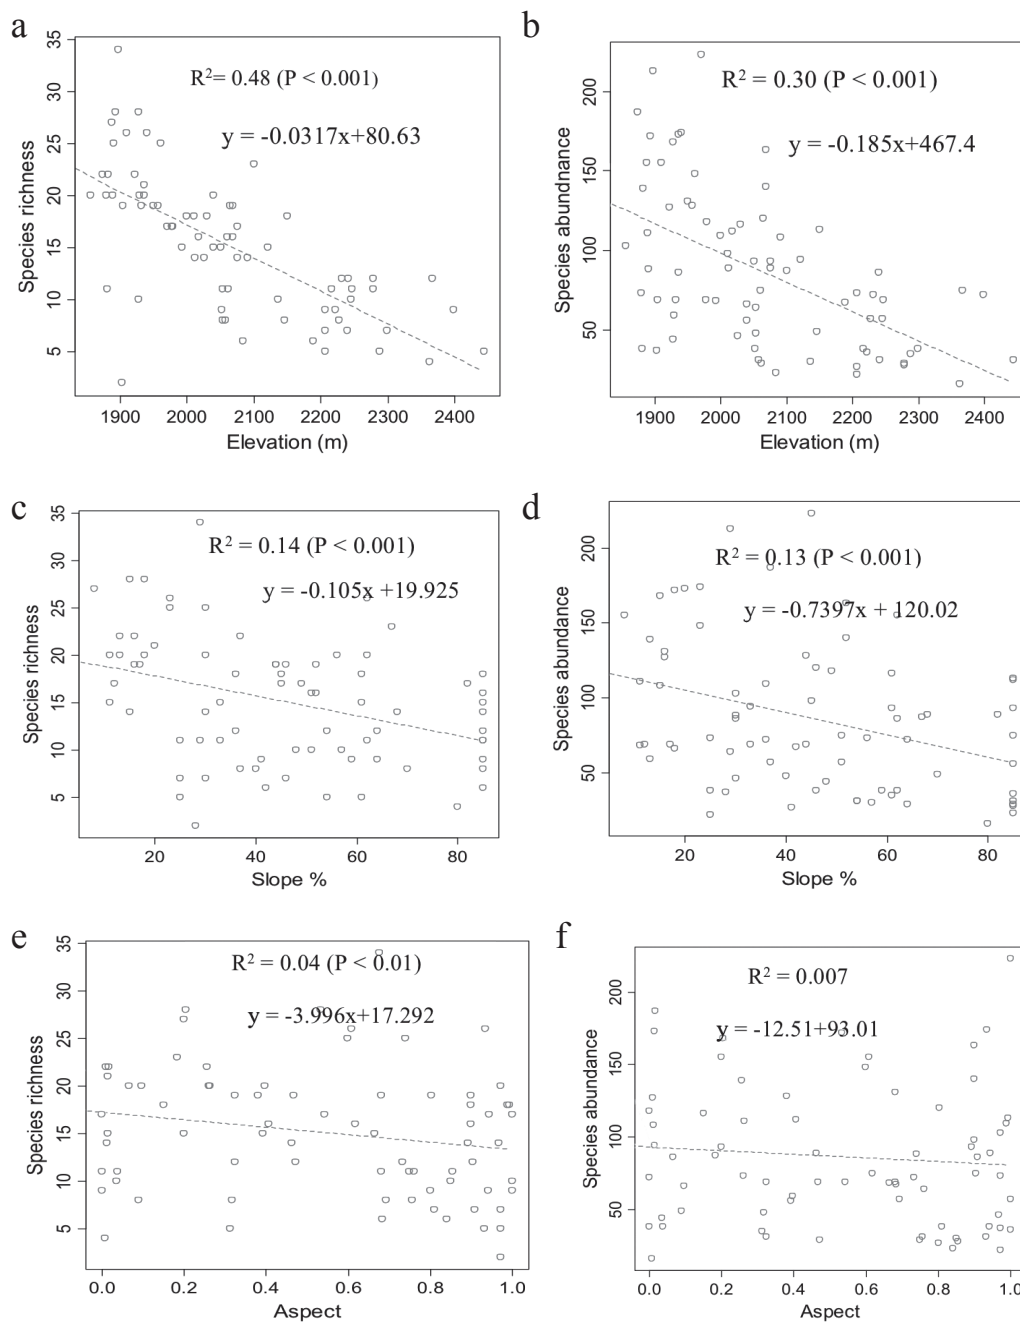 a
35
30
25
20
15
10
5
Species richness
R² = 0.48 (P < 0.001)
y = -0.0317x+80.63
1900 2000 2100 2200 2300 2400
Elevation (m)
b
200
150
100
50
Species abundnance
R² = 0.30 (P < 0.001)
y = -0.185x+467.4
1900 2000 2100 2200 2300 2400
Elevation (m)
c
35
30
25
20
15
10
5
Species richness
R² = 0.14 (P < 0.001)
y = -0.105x +19.925
20 40 60 80
Slope %
d
200
150
100
50
Species abundance
R² = 0.13 (P < 0.001)
y = -0.7397x + 120.02
20 40 60 80
Slope %
e
35
30
25
20
15
10
5
Species richness
R² = 0.04 (P < 0.01)
y = -3.996x+17.292
0.0 0.2 0.4 0.6 0.8 1.0
Aspect
f
200
150
100
50
Species abundance
R² = 0.007
y = -12.51+93.01
0.0 0.2 0.4 0.6 0.8 1.0
Aspect